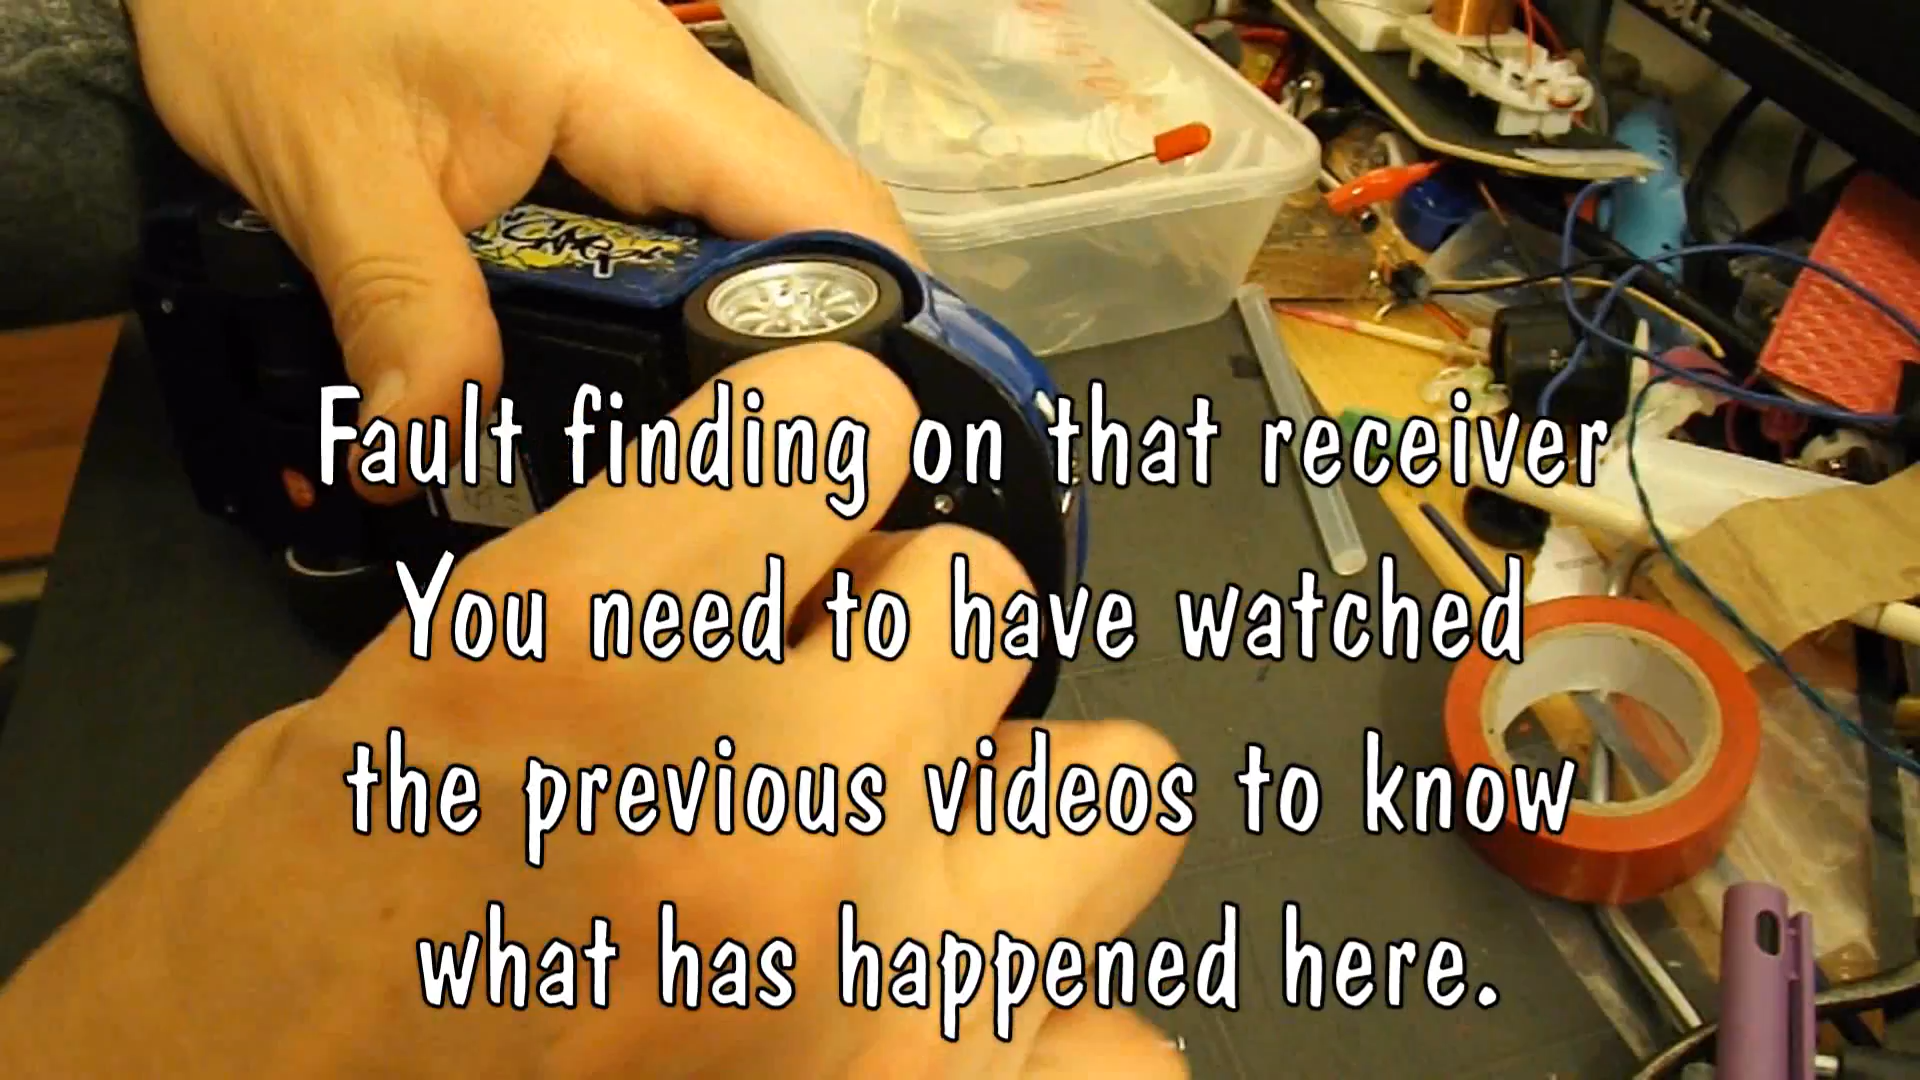 DELL
Fault finding on that receiver
You need to have watched
the previous videos to know
what has happened here.